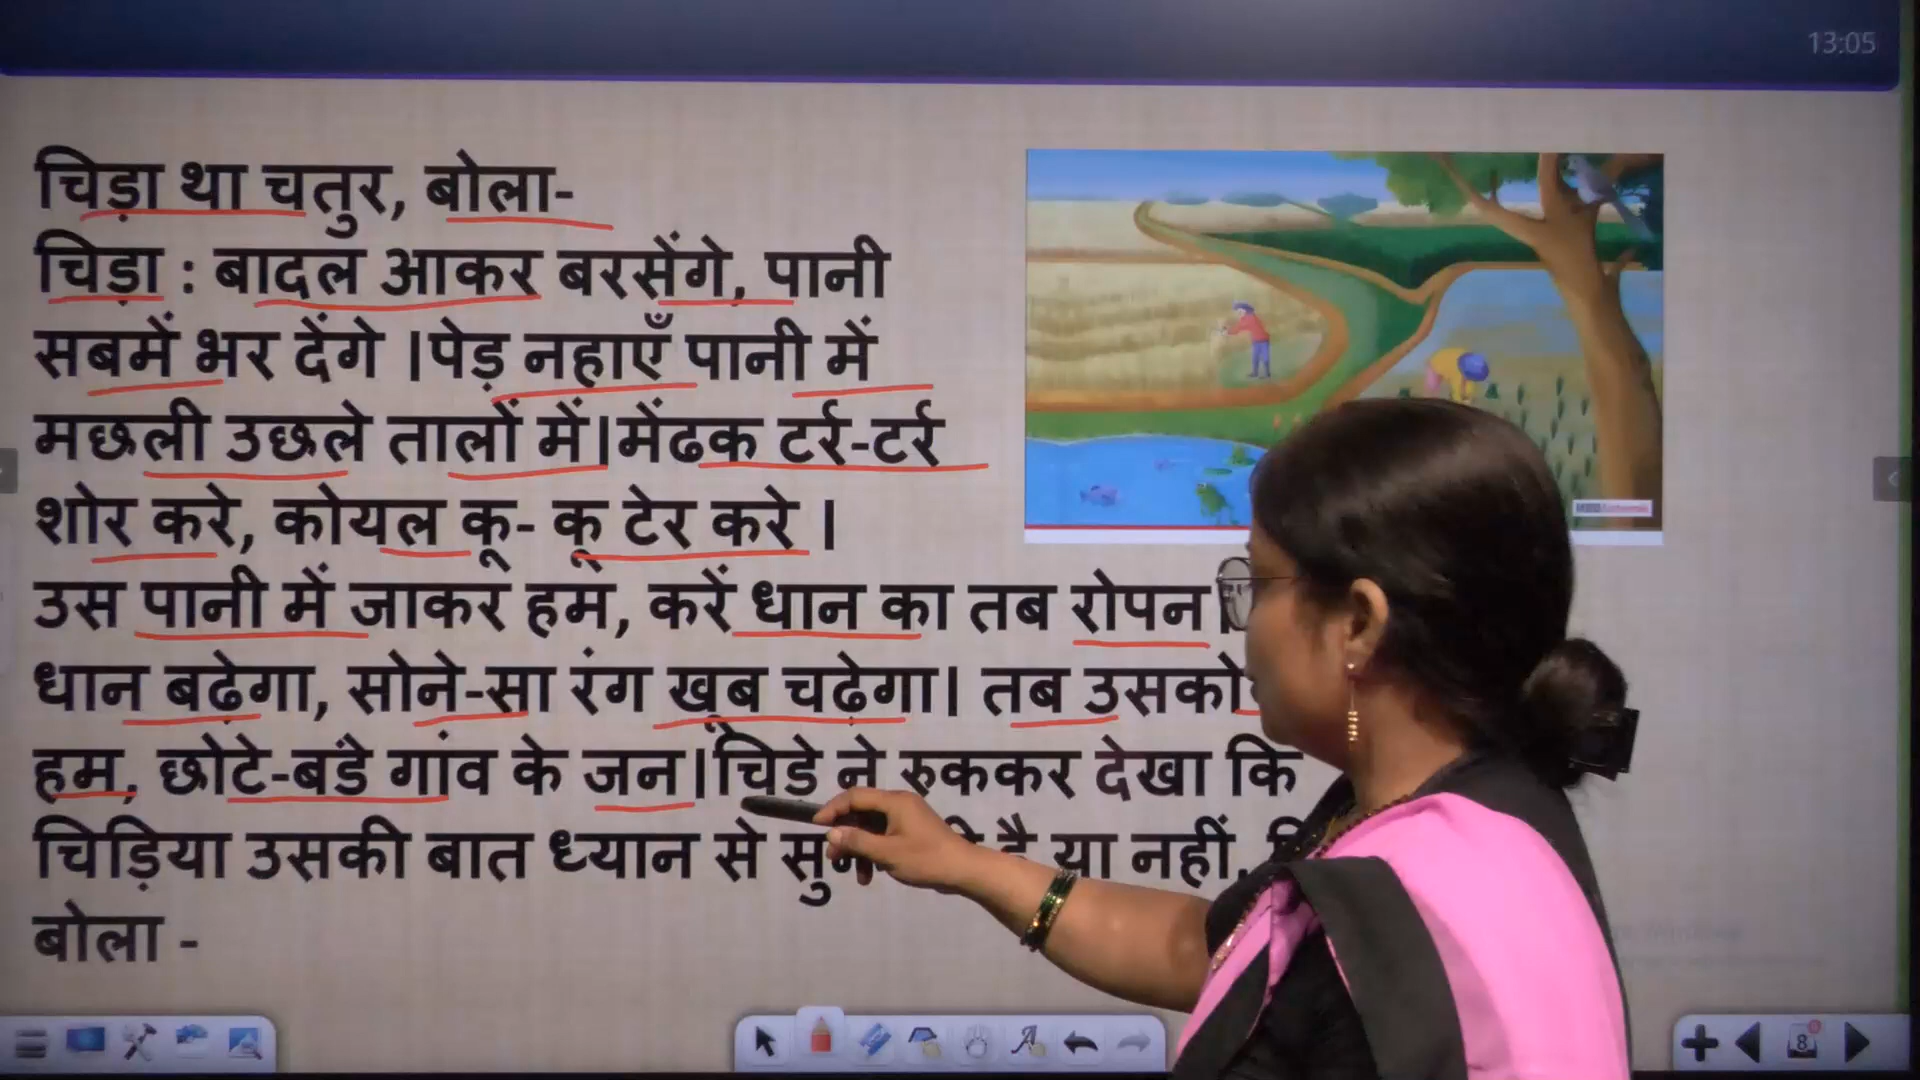 13:05
चिड़ा था चतुर, बोला-
चिड़ा : बादल आकर बरसेंगे, पानी
सबमें भर देंगे ।पेड़ नहाएँ पानी में
मछली उछले तालों में।मेंढक टर्र-टर्र
शोर करे, कोयल कू- कू टेर करे ।
उस पानी में जाकर हम, करें धान का तब रोपन।
धान बढ़ेगा, सोने-सा रंग खूब चढ़ेगा। तब उसको
हम, छोटे-बडे गांव के जन।चिडे ने रुककर देखा कि
चिड़िया उसकी बात ध्यान से है या नहीं,
बोला -
8